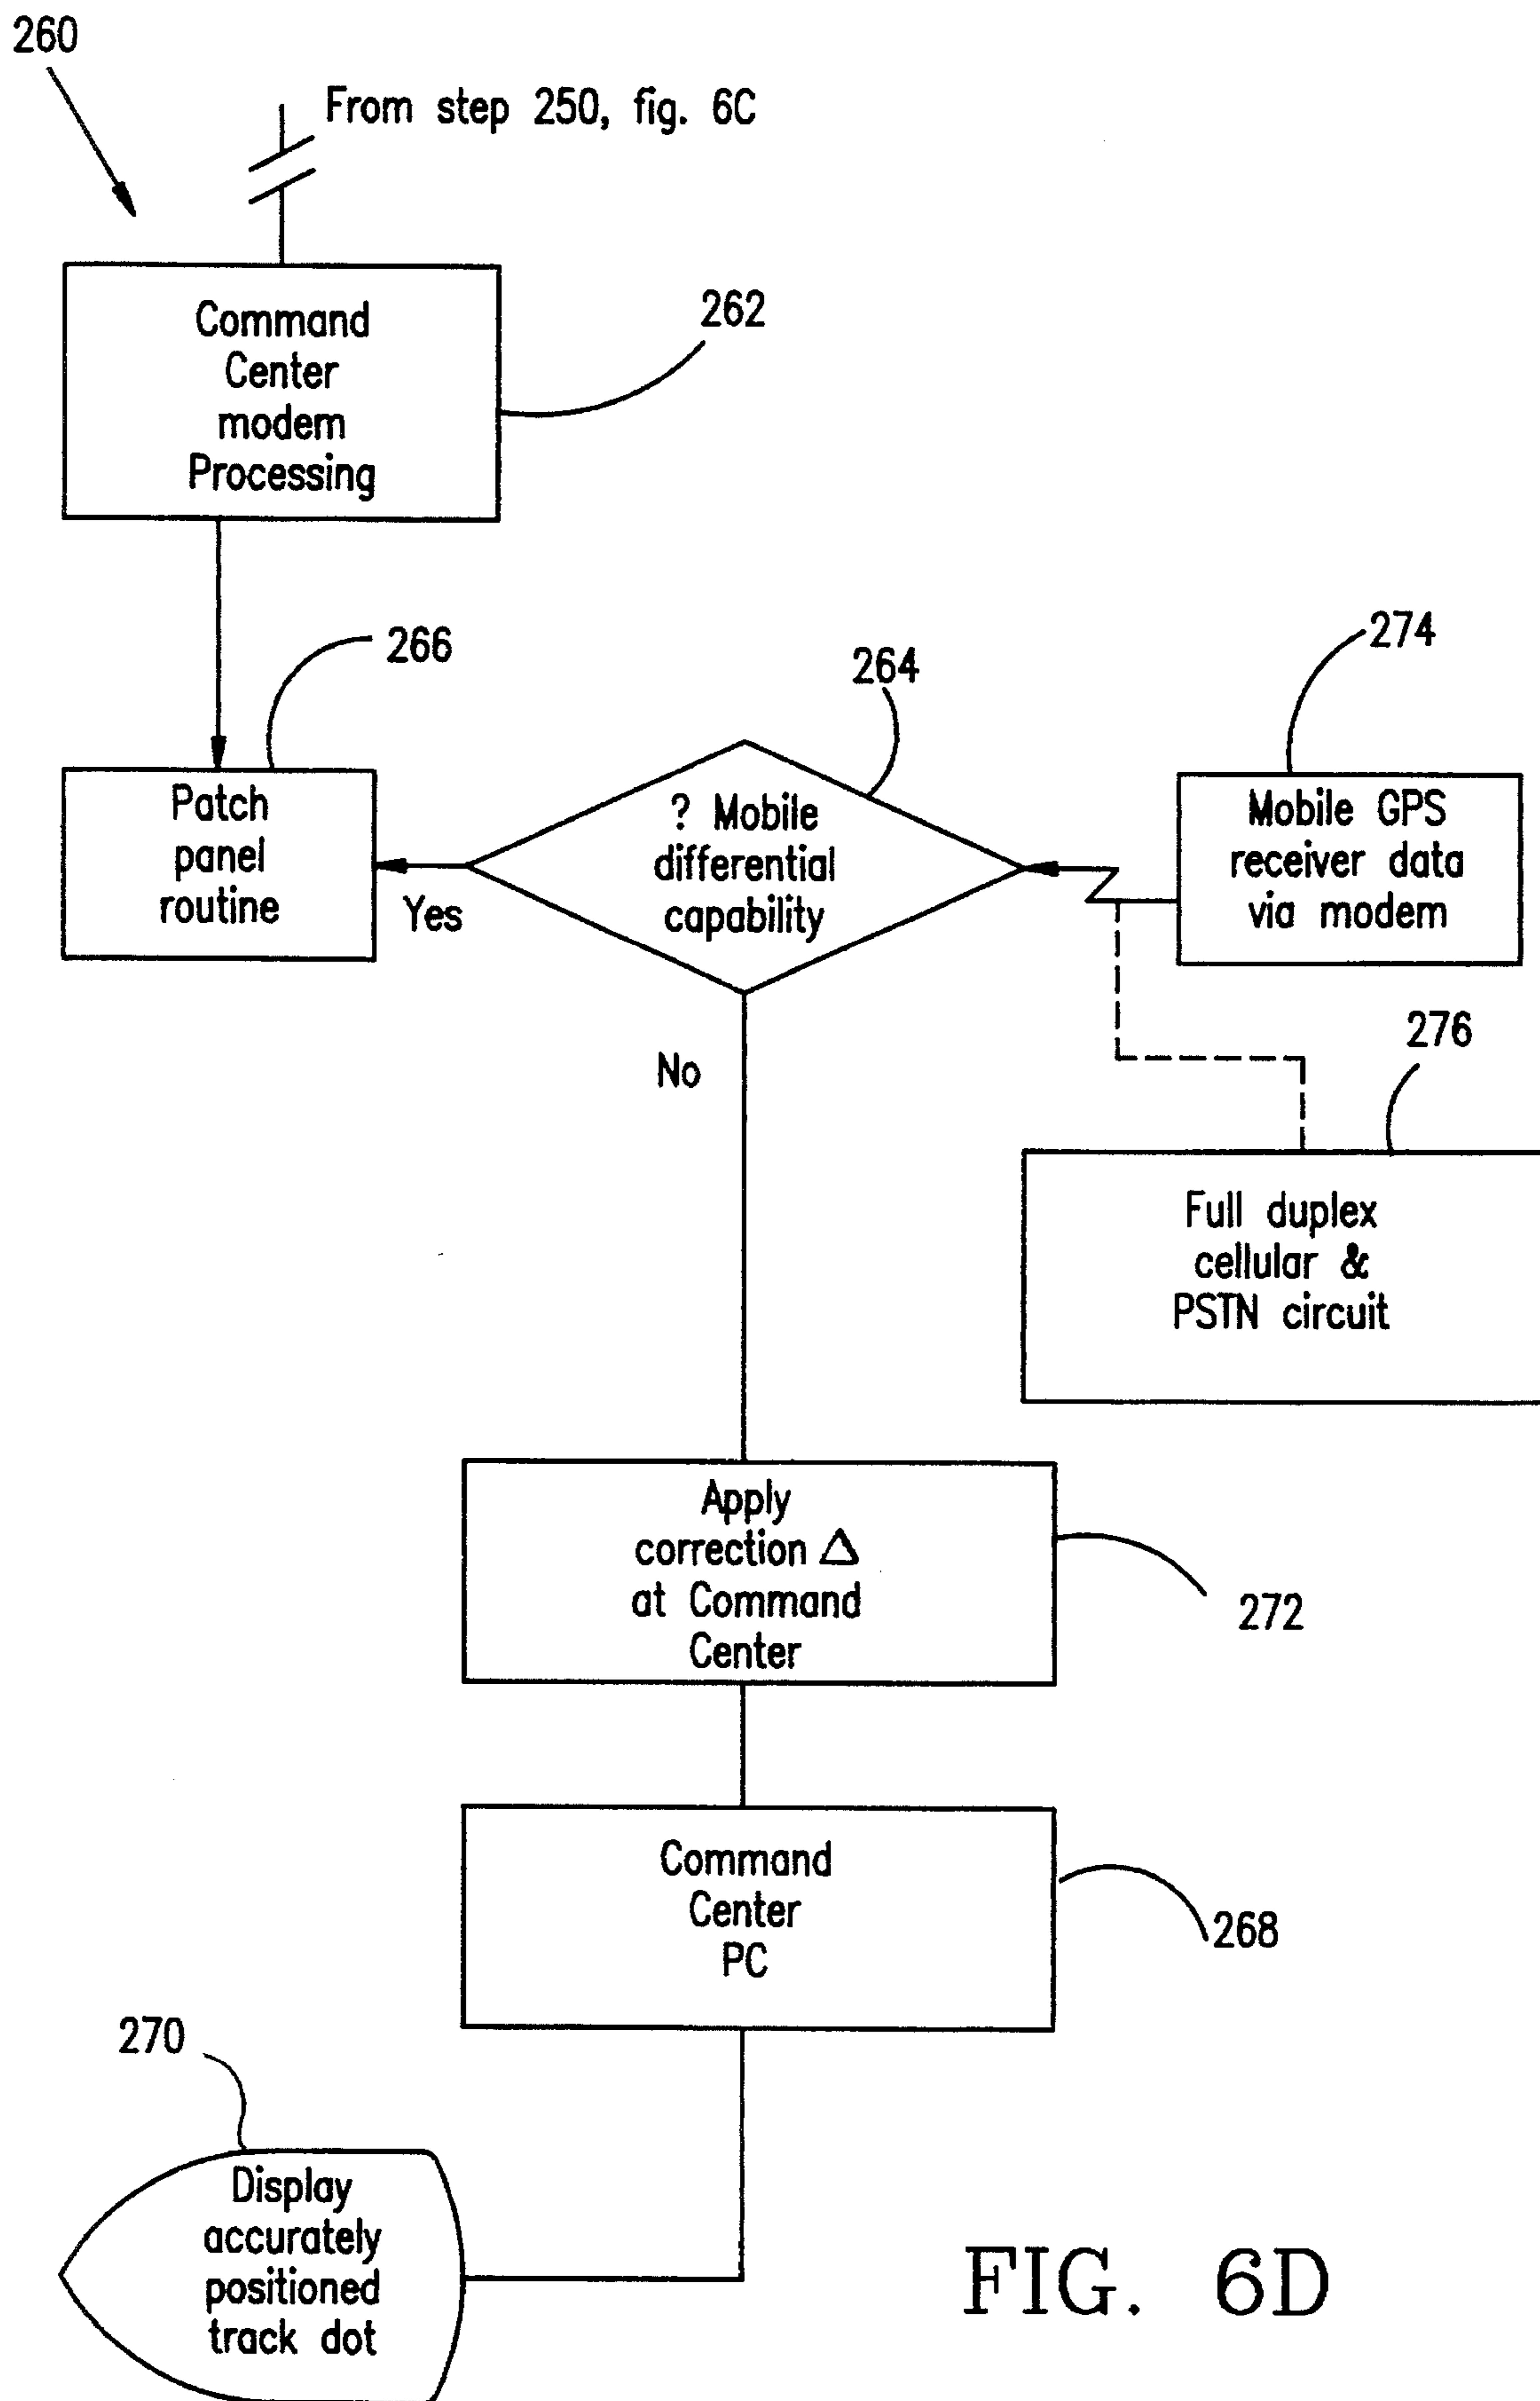 260
From step 250, fig. 6C
Command
Center
modem
Processing
262
266
264
274
Patch
panel
routine
Yes
? Mobile
differential
capability
Mobile GPS
receiver data
via modem
No
276
Full duplex
cellular &
PSTN circuit
Apply
correction Δ
at Command
Center
272
Command
Center
PC
268
270
Display
accurately
positioned
track dot
FIG. 6D